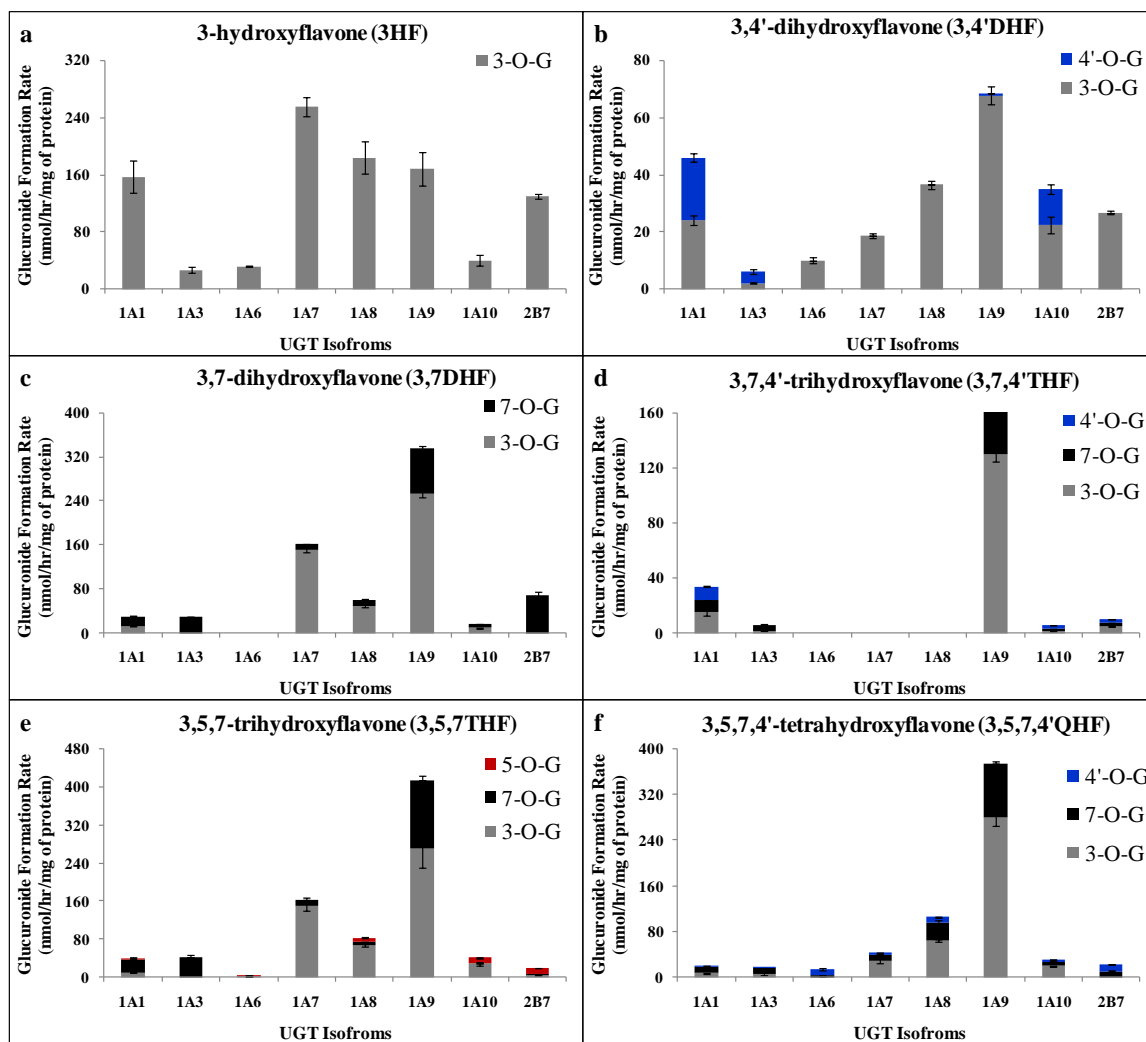 a
3-hydroxyflavone (3HF)
3-O-G
Glucuronide Formation Rate
(nmol/hr/mg of protein)
320
240
160
80
0
1A1 1A3 1A6 1A7 1A8 1A9 1A10 2B7
UGT Isofroms
b
3,4'-dihydroxyflavone (3,4'DHF)
4'-O-G
3-O-G
Glucuronide Formation Rate
(nmol/hr/mg of protein)
80
60
40
20
0
1A1 1A3 1A6 1A7 1A8 1A9 1A10 2B7
UGT Isofroms
c
3,7-dihydroxyflavone (3,7DHF)
7-O-G
3-O-G
Glucuronide Formation Rate
(nmol/hr/mg of protein)
400
320
240
160
80
0
1A1 1A3 1A6 1A7 1A8 1A9 1A10 2B7
UGT Isofroms
d
3,7,4'-trihydroxyflavone (3,7,4'THF)
4'-O-G
7-O-G
3-O-G
Glucuronide Formation Rate
(nmol/hr/mg of protein)
160
120
80
40
0
1A1 1A3 1A6 1A7 1A8 1A9 1A10 2B7
UGT Isofroms
e
3,5,7-trihydroxyflavone (3,5,7THF)
5-O-G
7-O-G
3-O-G
Glucuronide Formation Rate
(nmol/hr/mg of protein)
480
400
320
240
160
80
0
1A1 1A3 1A6 1A7 1A8 1A9 1A10 2B7
UGT Isofroms
f
3,5,7,4'-tetrahydroxyflavone (3,5,7,4'QHF)
4'-O-G
7-O-G
3-O-G
Glucuronide Formation Rate
(nmol/hr/mg of protein)
400
320
240
160
80
0
1A1 1A3 1A6 1A7 1A8 1A9 1A10 2B7
UGT Isofroms